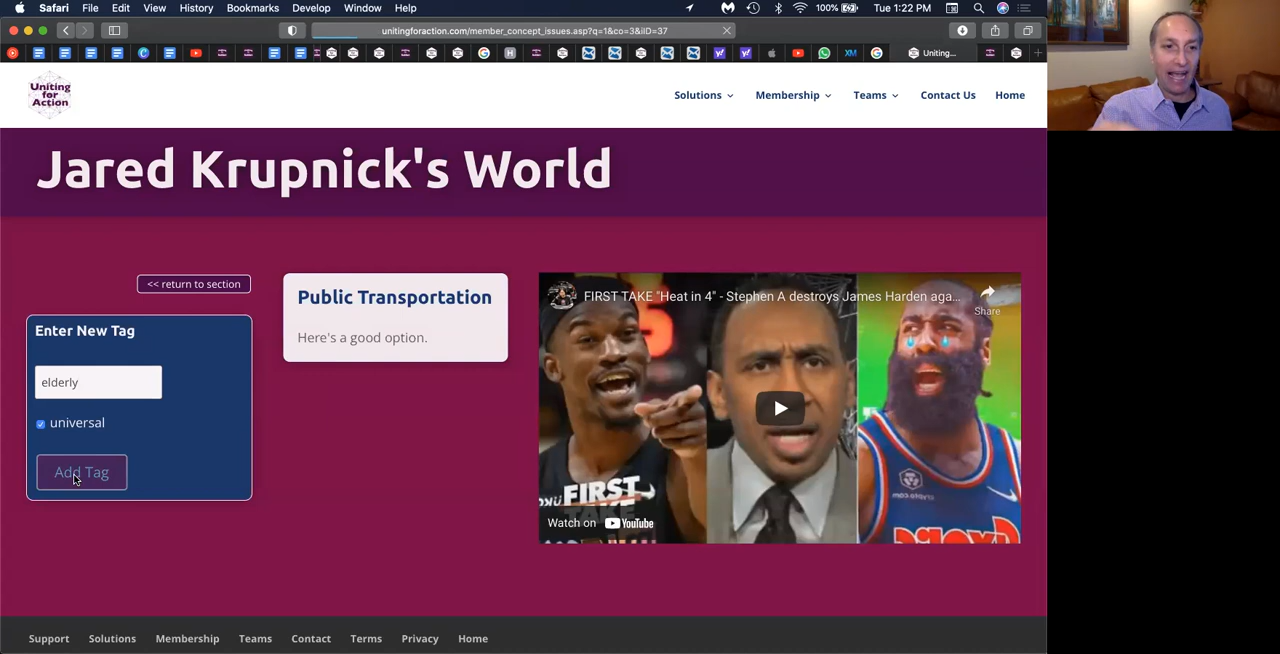 Safari File Edit View History Bookmarks Develop Window Help
100% Tue 1:22 PM
unitingforaction.com/member_concept_issues.asp?q=1&co=3&iID=37
Uniting...
Uniting
for
Action
Solutions Membership Teams Contact Us Home
Jared Krupnick's World
<< return to section
Enter New Tag
elderly
universal
Add Tag
Public Transportation
Here's a good option.
FIRST TAKE "Heat in 4" - Stephen A destroys James Harden aga...
Share
FIRST
TAKE
Watch on YouTube
Support Solutions Membership Teams Contact Terms Privacy Home